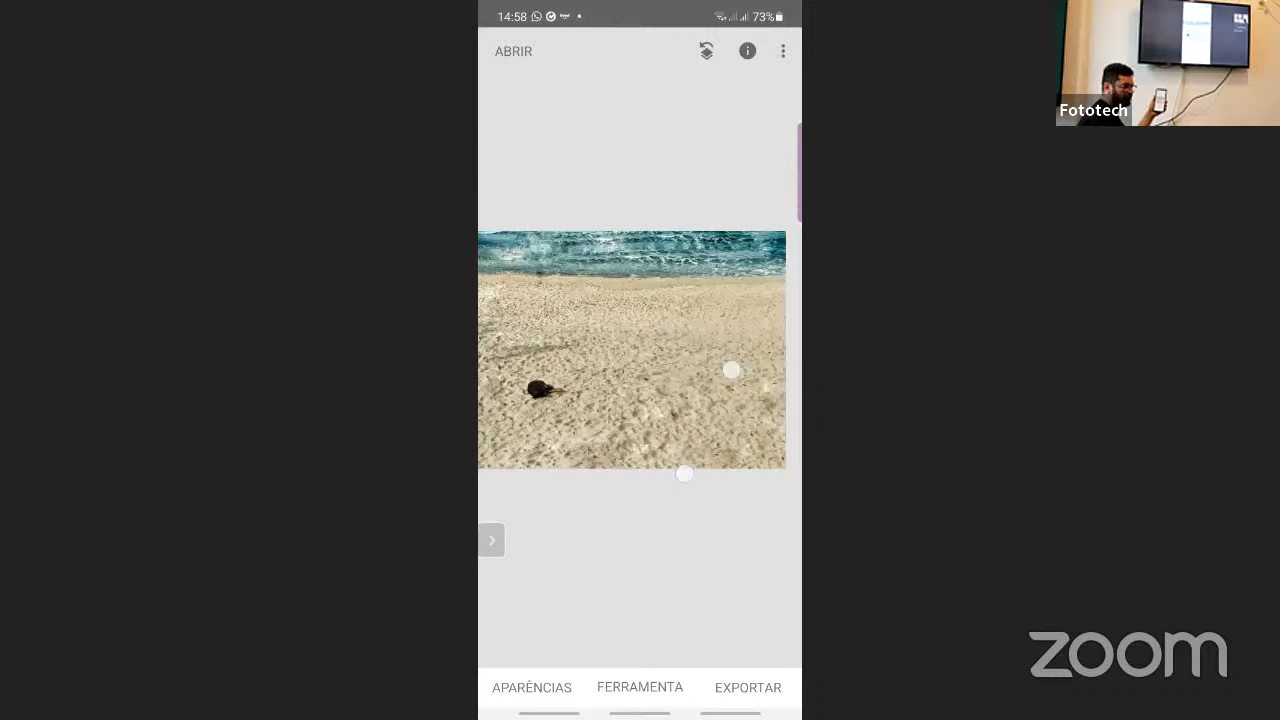 14:58
73%
ABRIR
Fototech
APARÊNCIAS
FERRAMENTA
EXPORTAR
zoom